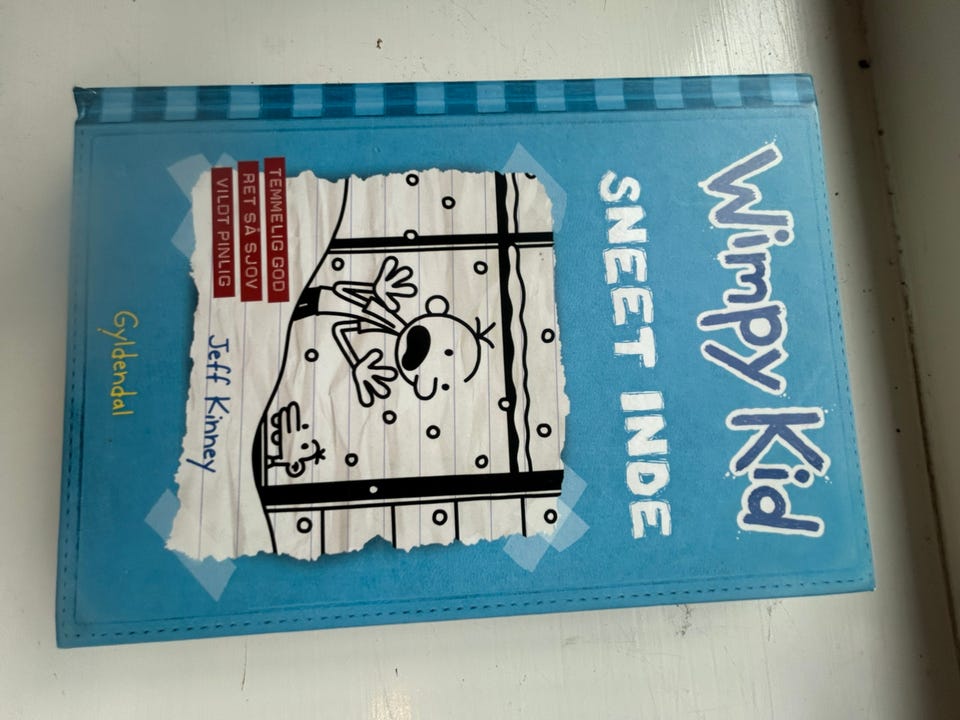 Wimpy Kid
SNEET INDE
TEMMELIG GOD
RET SÅ SJOV
VILDT PINLIG
Jeff Kinney
Gyldendal